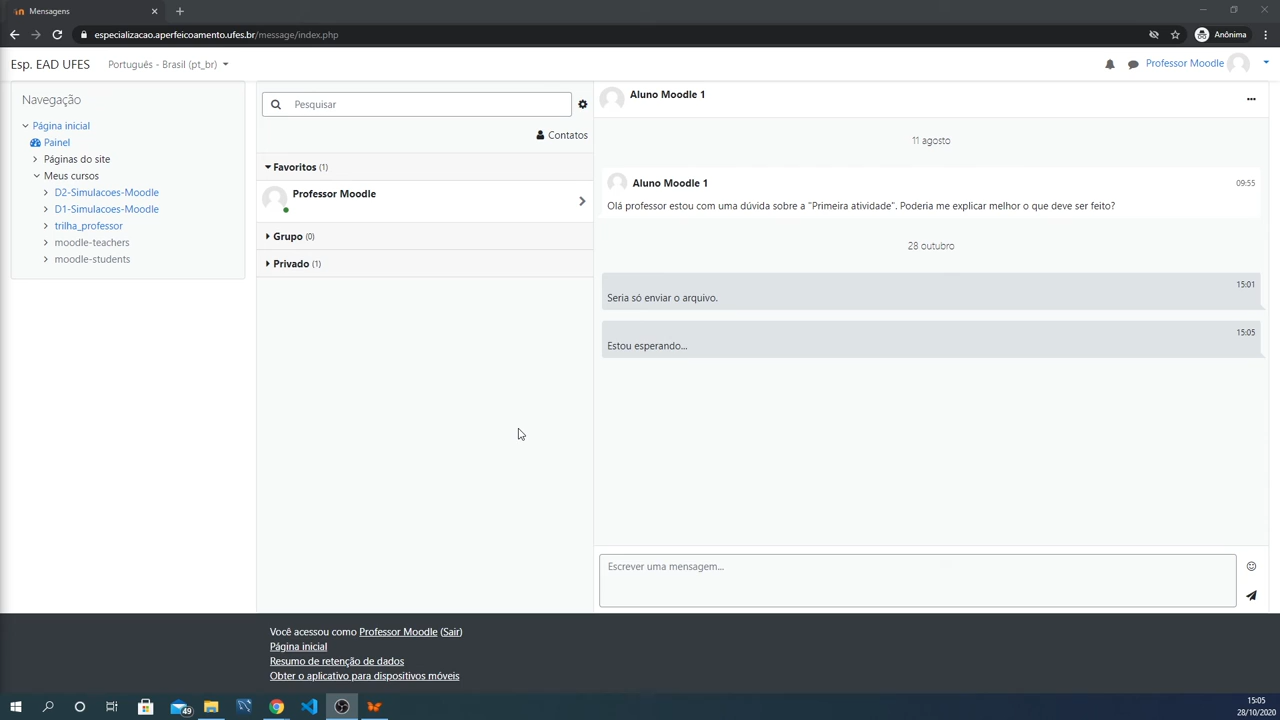 Mensagens
especializacao.aperfeicoamento.ufes.br/message/index.php
Anônima
Esp. EAD UFES
Português - Brasil (pt_br)
Professor Moodle
Navegação
Página inicial
Painel
Páginas do site
Meus cursos
D2-Simulacoes-Moodle
D1-Simulacoes-Moodle
trilha_professor
moodle-teachers
moodle-students
Pesquisar
Contatos
Favoritos (1)
Professor Moodle
Grupo (0)
Privado (1)
Aluno Moodle 1
11 agosto
Aluno Moodle 1
09:55
Olá professor estou com uma dúvida sobre a "Primeira atividade". Poderia me explicar melhor o que deve ser feito?
28 outubro
15:01
Seria só enviar o arquivo.
15:05
Estou esperando...
Escrever uma mensagem...
Você acessou como Professor Moodle (Sair)
Página inicial
Resumo de retenção de dados
Obter o aplicativo para dispositivos móveis
49
15:05
28/10/2020